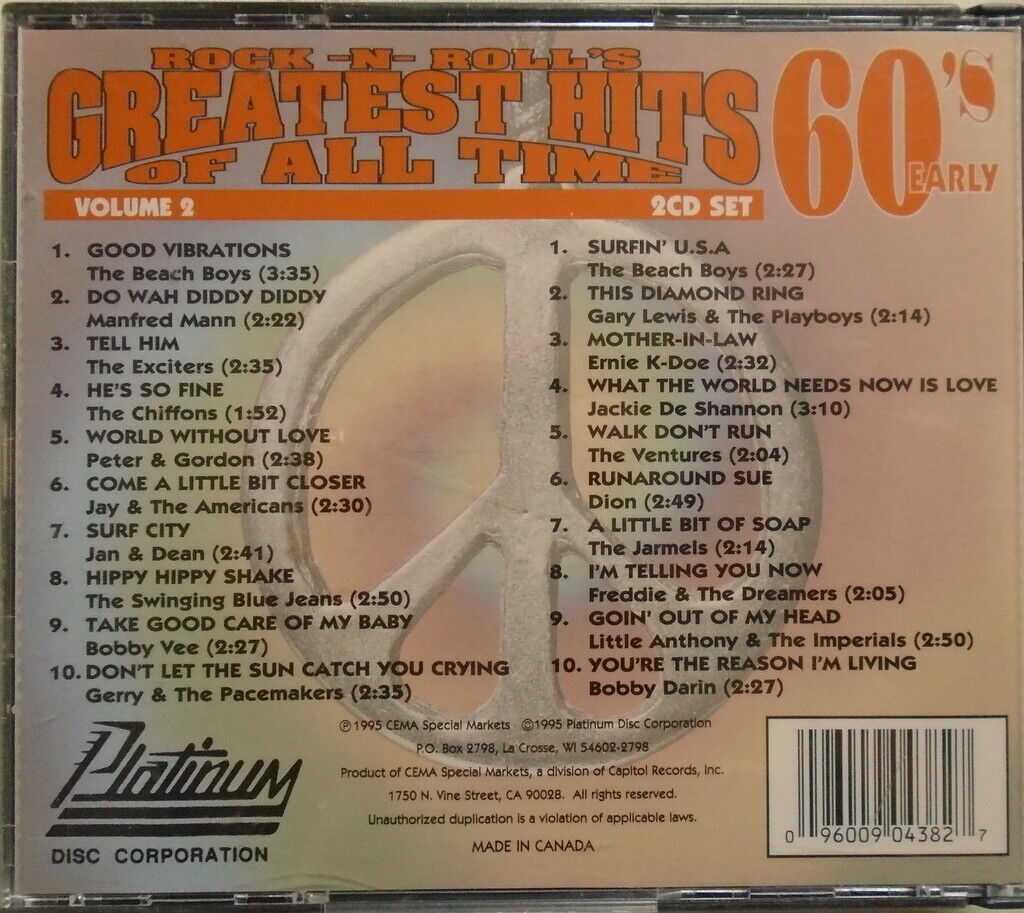 ROCK -N- ROLL'S
GREATEST HITS
OF ALL TIME
60'S
EARLY
VOLUME 2
2CD SET
1. GOOD VIBRATIONS
The Beach Boys (3:35)
2. DO WAH DIDDY DIDDY
Manfred Mann (2:22)
3. TELL HIM
The Exciters (2:35)
4. HE'S SO FINE
The Chiffons (1:52)
5. WORLD WITHOUT LOVE
Peter & Gordon (2:38)
6. COME A LITTLE BIT CLOSER
Jay & The Americans (2:30)
7. SURF CITY
Jan & Dean (2:41)
8. HIPPY HIPPY SHAKE
The Swinging Blue Jeans (2:50)
9. TAKE GOOD CARE OF MY BABY
Bobby Vee (2:27)
10. DON'T LET THE SUN CATCH YOU CRYING
Gerry & The Pacemakers (2:35)
1. SURFIN' U.S.A
The Beach Boys (2:27)
2. THIS DIAMOND RING
Gary Lewis & The Playboys (2:14)
3. MOTHER-IN-LAW
Ernie K-Doe (2:32)
4. WHAT THE WORLD NEEDS NOW IS LOVE
Jackie De Shannon (3:10)
5. WALK DON'T RUN
The Ventures (2:04)
6. RUNAROUND SUE
Dion (2:49)
7. A LITTLE BIT OF SOAP
The Jarmels (2:14)
8. I'M TELLING YOU NOW
Freddie & The Dreamers (2:05)
9. GOIN' OUT OF MY HEAD
Little Anthony & The Imperials (2:50)
10. YOU'RE THE REASON I'M LIVING
Bobby Darin (2:27)
Platinum
DISC CORPORATION
℗1995 CEMA Special Markets ©1995 Platinum Disc Corporation
P.O. Box 2798, La Crosse, WI 54602-2798
Product of CEMA Special Markets, a division of Capitol Records, Inc.
1750 N. Vine Street, CA 90028. All rights reserved.
Unauthorized duplication is a violation of applicable laws.
MADE IN CANADA
0 96009 04382 7